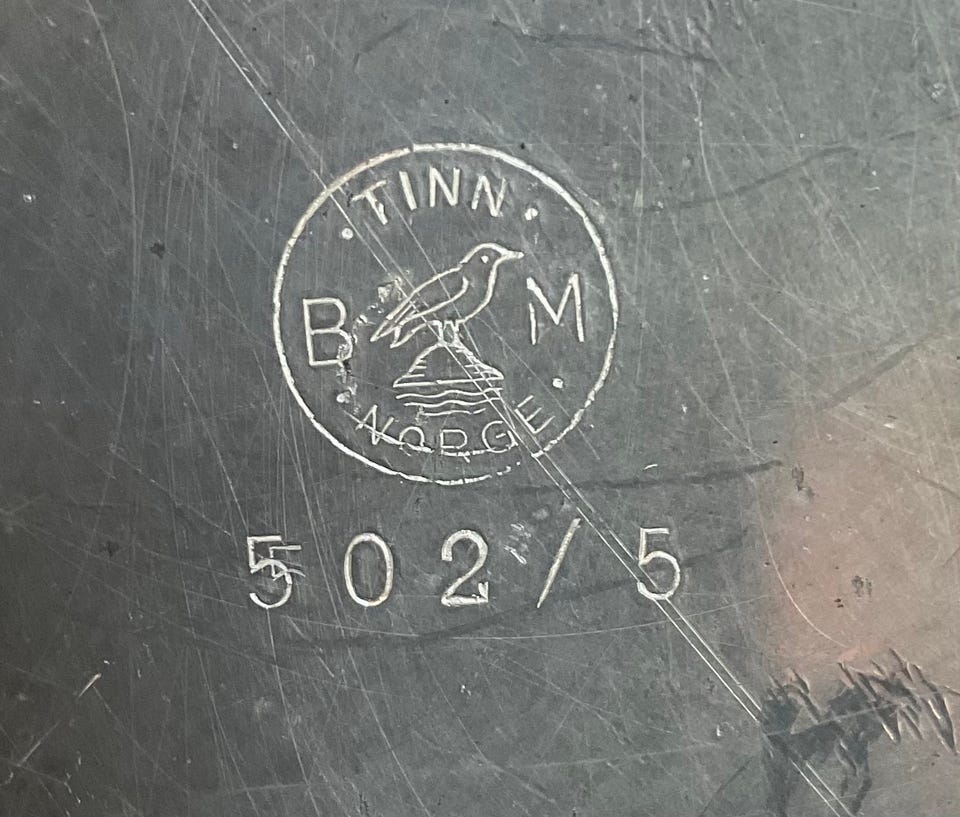 · TINN ·
B M
· NORGE ·
502/5